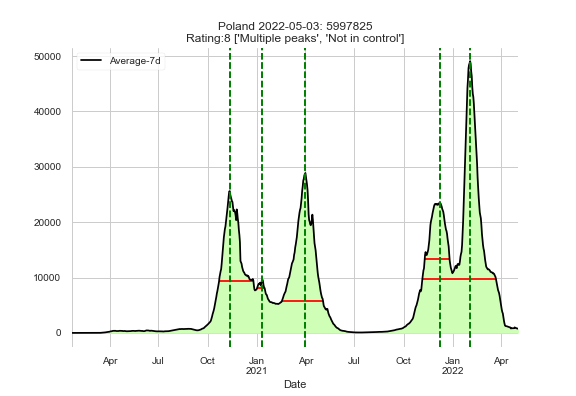 Poland 2022-05-03: 5997825
Rating:8 ['Multiple peaks', 'Not in control']
Average-7d
50000
40000
30000
20000
10000
0
Apr Jul Oct Jan Apr Jul Oct Jan Apr
2021 2022
Date